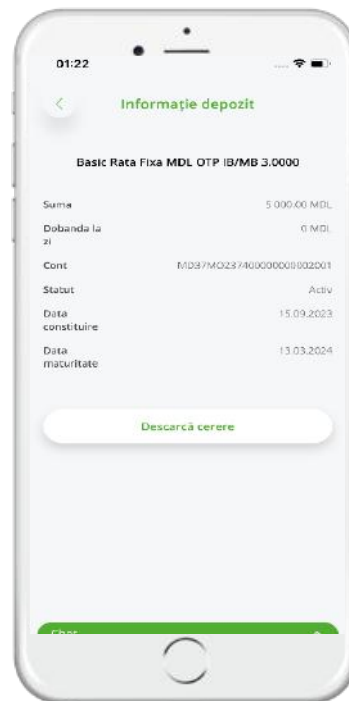 01:22
Informație depozit
Basic Rata Fixa MDL OTP IB/MB 3.0000
Suma 5 000.00 MDL
Dobanda la 0 MDL
zi
Cont
Statut Activ
Data 15.09.2023
constituire
Data 13.03.2024
maturitate
Descarcă cerere
Chat